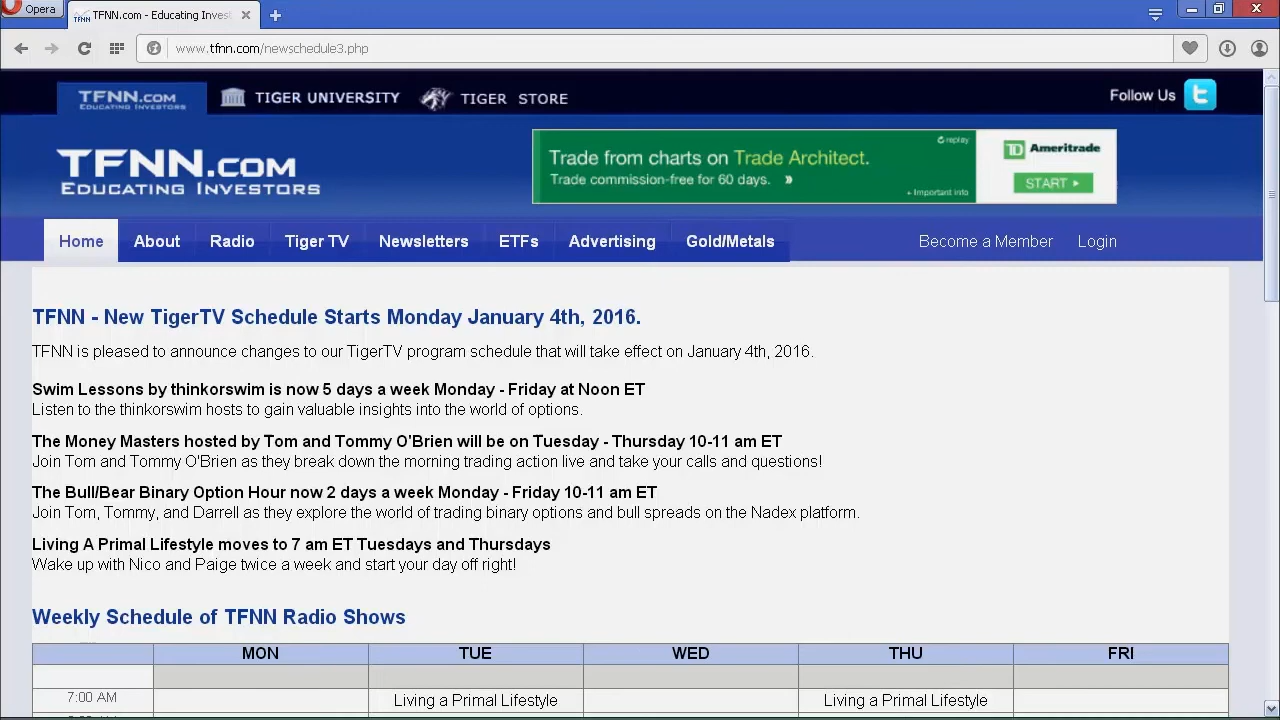 Opera
TFNN.com - Educating Invest
www.tfnn.com/newschedule3.php
TFNN.com
EDUCATING INVESTORS
TIGER UNIVERSITY
TIGER STORE
Follow Us
TFNN.com
Educating Investors
Trade from charts on Trade Architect.
Trade commission-free for 60 days. »
replay
+ Important info
TD Ameritrade
START
Home
About
Radio
Tiger TV
Newsletters
ETFs
Advertising
Gold/Metals
Become a Member
Login
TFNN - New TigerTV Schedule Starts Monday January 4th, 2016.
TFNN is pleased to announce changes to our TigerTV program schedule that will take effect on January 4th, 2016.
Swim Lessons by thinkorswim is now 5 days a week Monday - Friday at Noon ET
Listen to the thinkorswim hosts to gain valuable insights into the world of options.
The Money Masters hosted by Tom and Tommy O'Brien will be on Tuesday - Thursday 10-11 am ET
Join Tom and Tommy O'Brien as they break down the morning trading action live and take your calls and questions!
The Bull/Bear Binary Option Hour now 2 days a week Monday - Friday 10-11 am ET
Join Tom, Tommy, and Darrell as they explore the world of trading binary options and bull spreads on the Nadex platform.
Living A Primal Lifestyle moves to 7 am ET Tuesdays and Thursdays
Wake up with Nico and Paige twice a week and start your day off right!
Weekly Schedule of TFNN Radio Shows
MON TUE WED THU FRI
7:00 AM Living a Primal Lifestyle Living a Primal Lifestyle